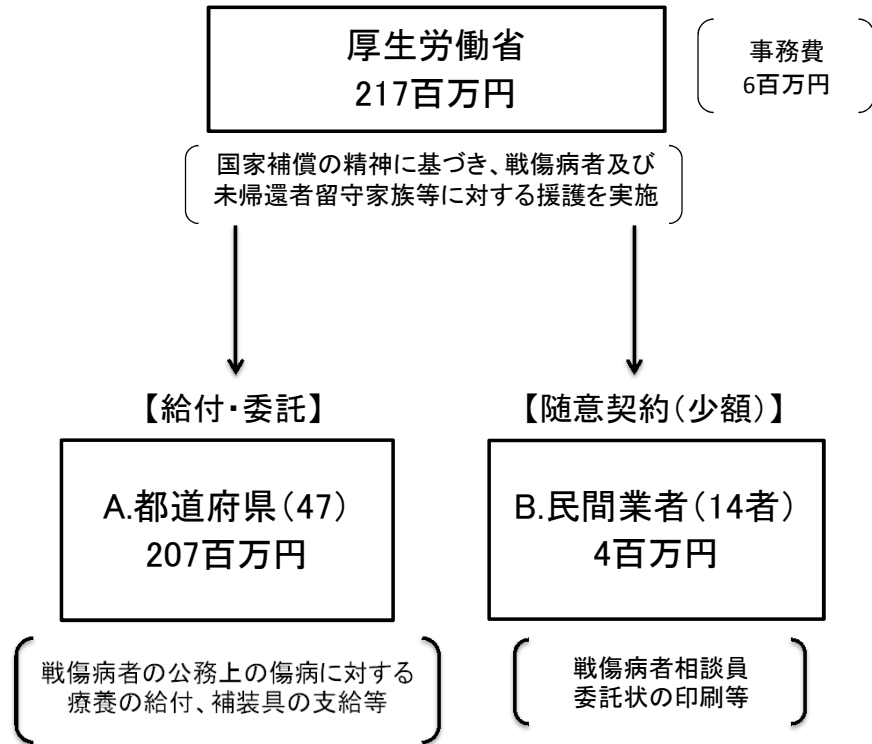 厚生労働省
217百万円
事務費
6百万円
国家補償の精神に基づき、戦傷病者及び
未帰還者留守家族等に対する援護を実施
【給付・委託】
A.都道府県(47)
207百万円
戦傷病者の公務上の傷病に対する
療養の給付、補装具の支給等
【随意契約(少額)】
B.民間業者(14者)
4百万円
戦傷病者相談員
委託状の印刷等